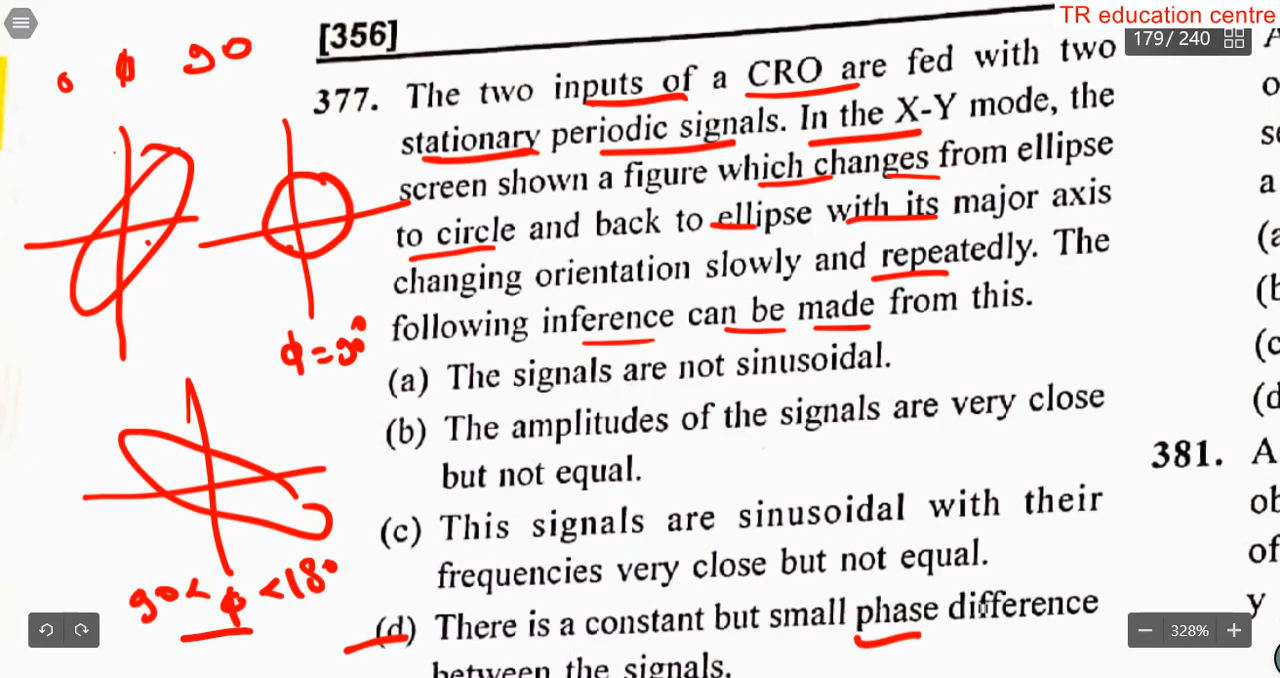 TR education centre
179 / 240
[356]
0 ϕ 90
377. The two inputs of a CRO are fed with two
stationary periodic signals. In the X-Y mode, the
screen shown a figure which changes from ellipse
to circle and back to ellipse with its major axis
changing orientation slowly and repeatedly. The
following inference can be made from this.
ϕ = 90°
(a) The signals are not sinusoidal.
(b) The amplitudes of the signals are very close
but not equal.
(c) This signals are sinusoidal with their
frequencies very close but not equal.
90 < ϕ < 180
(d) There is a constant but small phase difference
between the signals.
381. A
ob
of
y
328%